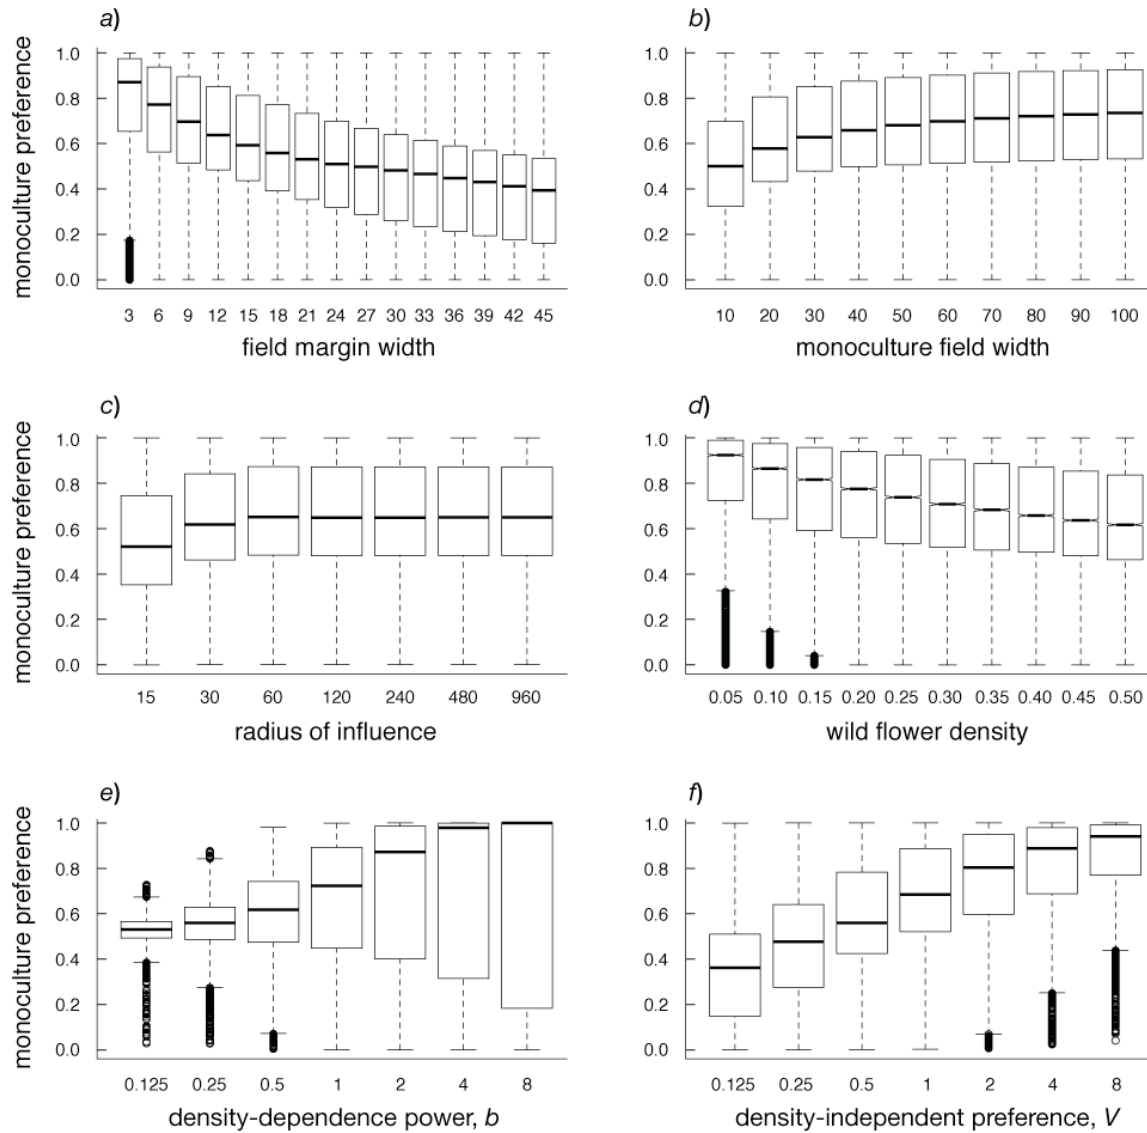 a) b)
1.0 1.0
0.8 0.8
0.6 0.6
0.4 0.4
0.2 0.2
0.0 0.0
monoculture preference
monoculture preference
3 6 9 12 15 18 21 24 27 30 33 36 39 42 45
10 20 30 40 50 60 70 80 90 100
field margin width
monoculture field width
c) d)
1.0 1.0
0.8 0.8
0.6 0.6
0.4 0.4
0.2 0.2
0.0 0.0
monoculture preference
monoculture preference
15 30 60 120 240 480 960
0.05 0.10 0.15 0.20 0.25 0.30 0.35 0.40 0.45 0.50
radius of influence
wild flower density
e) f)
1.0 1.0
0.8 0.8
0.6 0.6
0.4 0.4
0.2 0.2
0.0 0.0
monoculture preference
monoculture preference
0.125 0.25 0.5 1 2 4 8
0.125 0.25 0.5 1 2 4 8
density-dependence power, b
density-independent preference, V